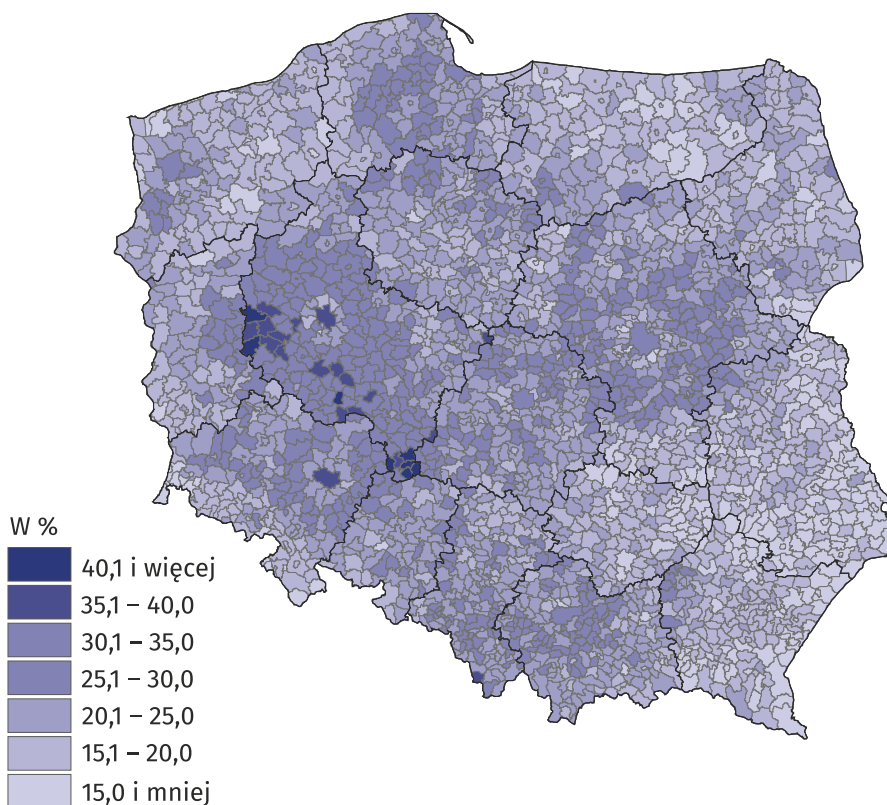 W %
40,1 i więcej
35,1 – 40,0
30,1 – 35,0
25,1 – 30,0
20,1 – 25,0
15,1 – 20,0
15,0 i mniej